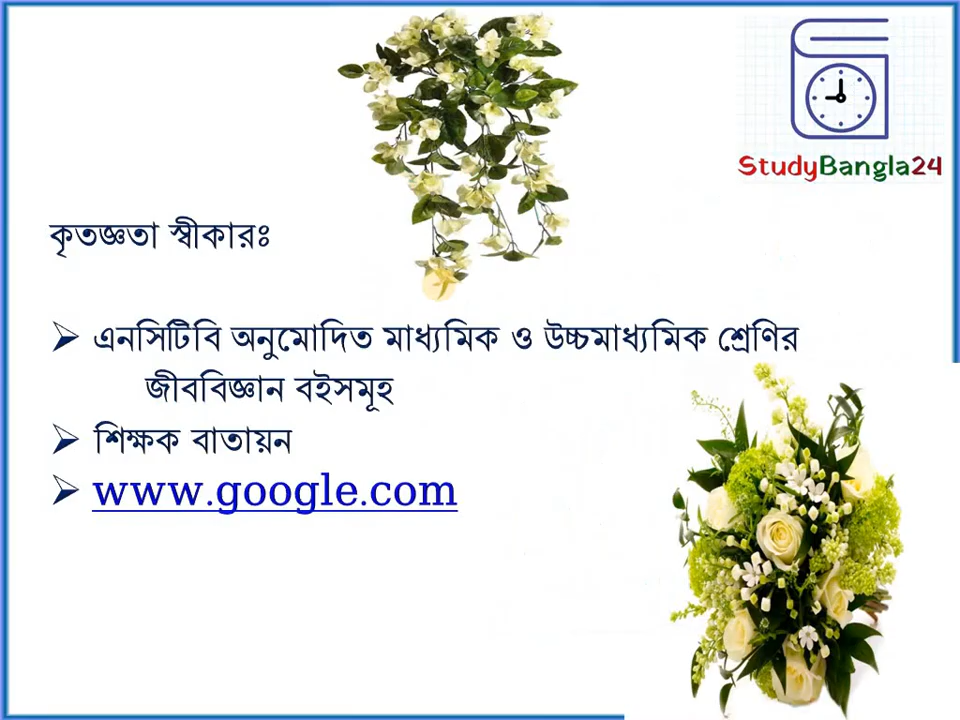 StudyBangla24
কৃতজ্ঞতা স্বীকারঃ
➢ এনসিটিবি অনুমোদিত মাধ্যমিক ও উচ্চমাধ্যমিক শ্রেণির
জীববিজ্ঞান বইসমূহ
➢ শিক্ষক বাতায়ন
➢ www.google.com